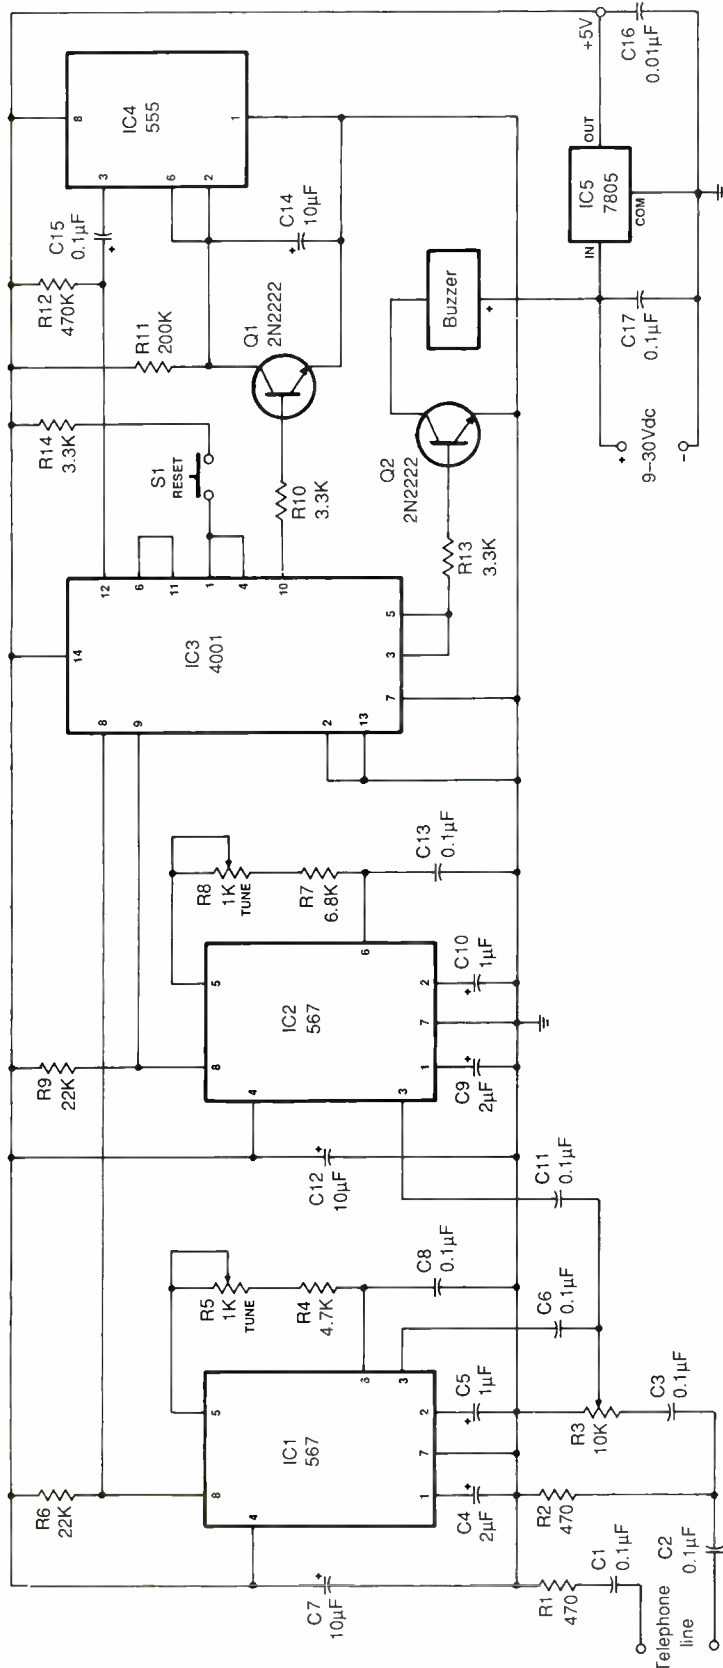 R6
22K
R9
22K
8
4
5
IC1
567
6
3
1
7
2
R5
1K
TUNE
R4
4.7K
C8
0.1µF
C7
10µF
C4
2µF
C5
1µF
R1
470
C1
0.1µF
R2
470
R3
10K
C3
0.1µF
C6
0.1µF
C11
0.1µF
Telephone
line
C2
0.1µF
C12
10µF
8
4
5
IC2
567
6
3
1
7
2
R8
1K
TUNE
R7
6.8K
C13
0.1µF
C9
2µF
C10
1µF
14
8
9
2
13
7
3
5
IC3
4001
12
6
11
1
4
10
R14
3.3K
S1
RESET
R10
3.3K
R12
470K
R11
200K
C15
0.1µF
Q1
2N2222
C14
10µF
8
3
6
2
1
IC4
555
R13
3.3K
Q2
2N2222
Buzzer
+
9–30Vdc
+
-
C17
0.1µF
IN
IC5
7805
OUT
COM
+5V
C16
0.01µF